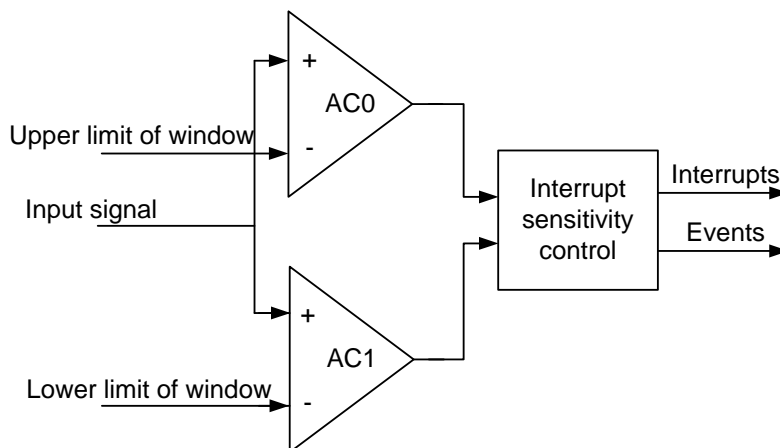 +
AC0
Upper limit of window
-
Input signal
Interrupt
sensitivity
control
Interrupts
Events
+
AC1
Lower limit of window
-